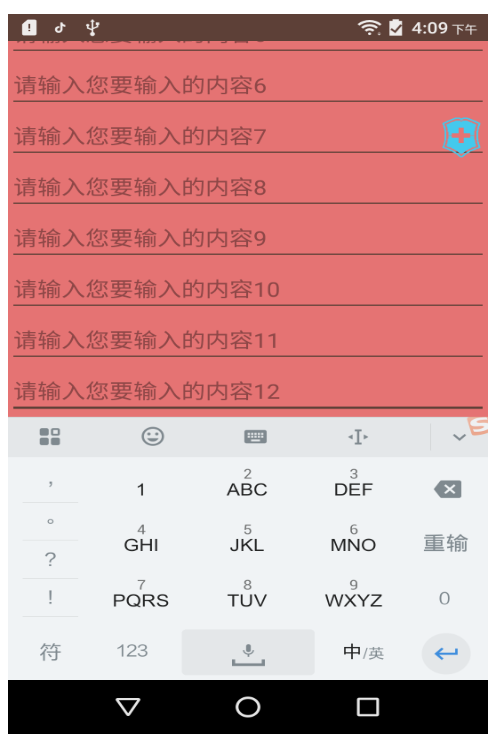 4:09 下午
请输入您要输入的内容6
请输入您要输入的内容7
请输入您要输入的内容8
请输入您要输入的内容9
请输入您要输入的内容10
请输入您要输入的内容11
请输入您要输入的内容12
， 1 2 ABC 3 DEF
。 4 GHI 5 JKL 6 MNO 重输
？
！ 7 PQRS 8 TUV 9 WXYZ 0
符 123 中/英